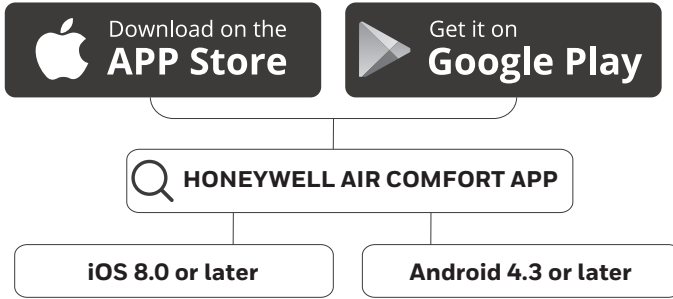 Download on the
APP Store
Get it on
Google Play
HONEYWELL AIR COMFORT APP
iOS 8.0 or later
Android 4.3 or later